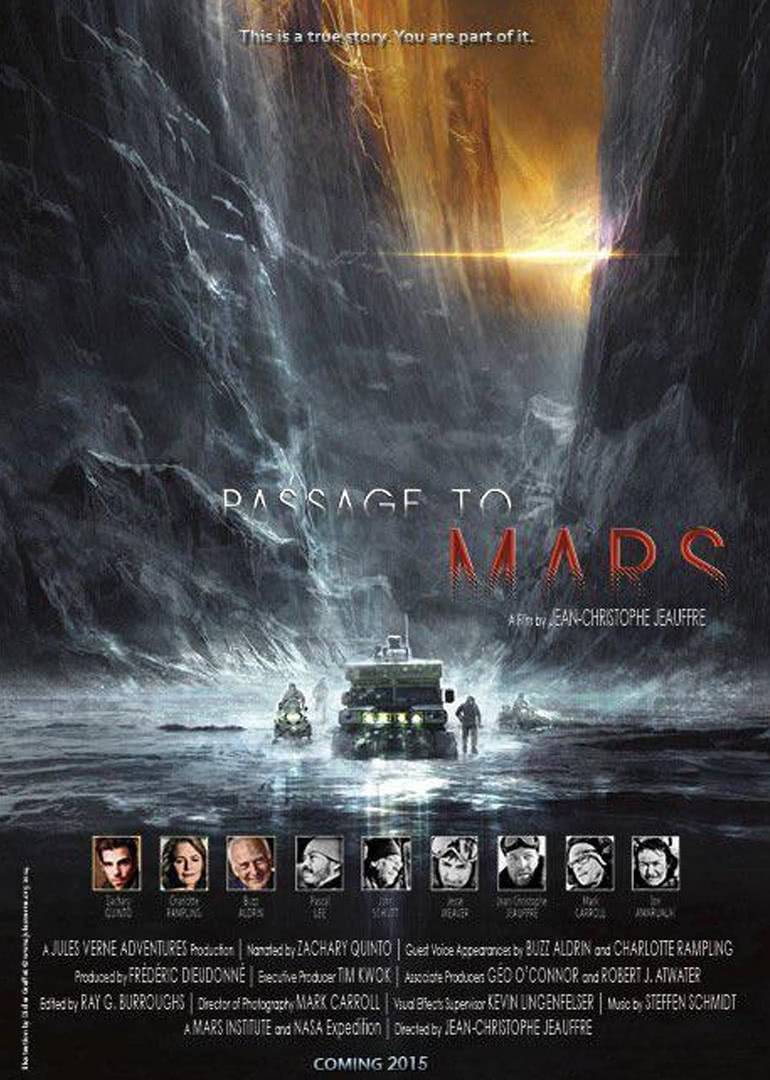 This is a true story. You are part of it.
PASSAGE TO
MARS
A Film by JEAN-CHRISTOPHE JEAUFFRE
Zachary QUINTO
Charlotte RAMPLING
Buzz ALDRIN
Pascal LEE
John SCHUTT
Jesse WEAVER
Jean-Christophe JEAUFFRE
Mark CARROLL
Joe AMARUALIK
A JULES VERNE ADVENTURES Production | Narrated by ZACHARY QUINTO | Guest Voice Appearances by BUZZ ALDRIN and CHARLOTTE RAMPLING
Produced by FRÉDÉRIC DIEUDONNÉ | Executive Producer TIM KWOK | Associate Producers GÉO O'CONNOR and ROBERT J. ATWATER
Edited by RAY G. BURROUGHS | Director of Photography MARK CARROLL | Visual Effects Supervisor KEVIN LINGENFELSER | Music by STEFFEN SCHMIDT
A MARS INSTITUTE and NASA Expedition | Directed by JEAN-CHRISTOPHE JEAUFFRE
COMING 2015